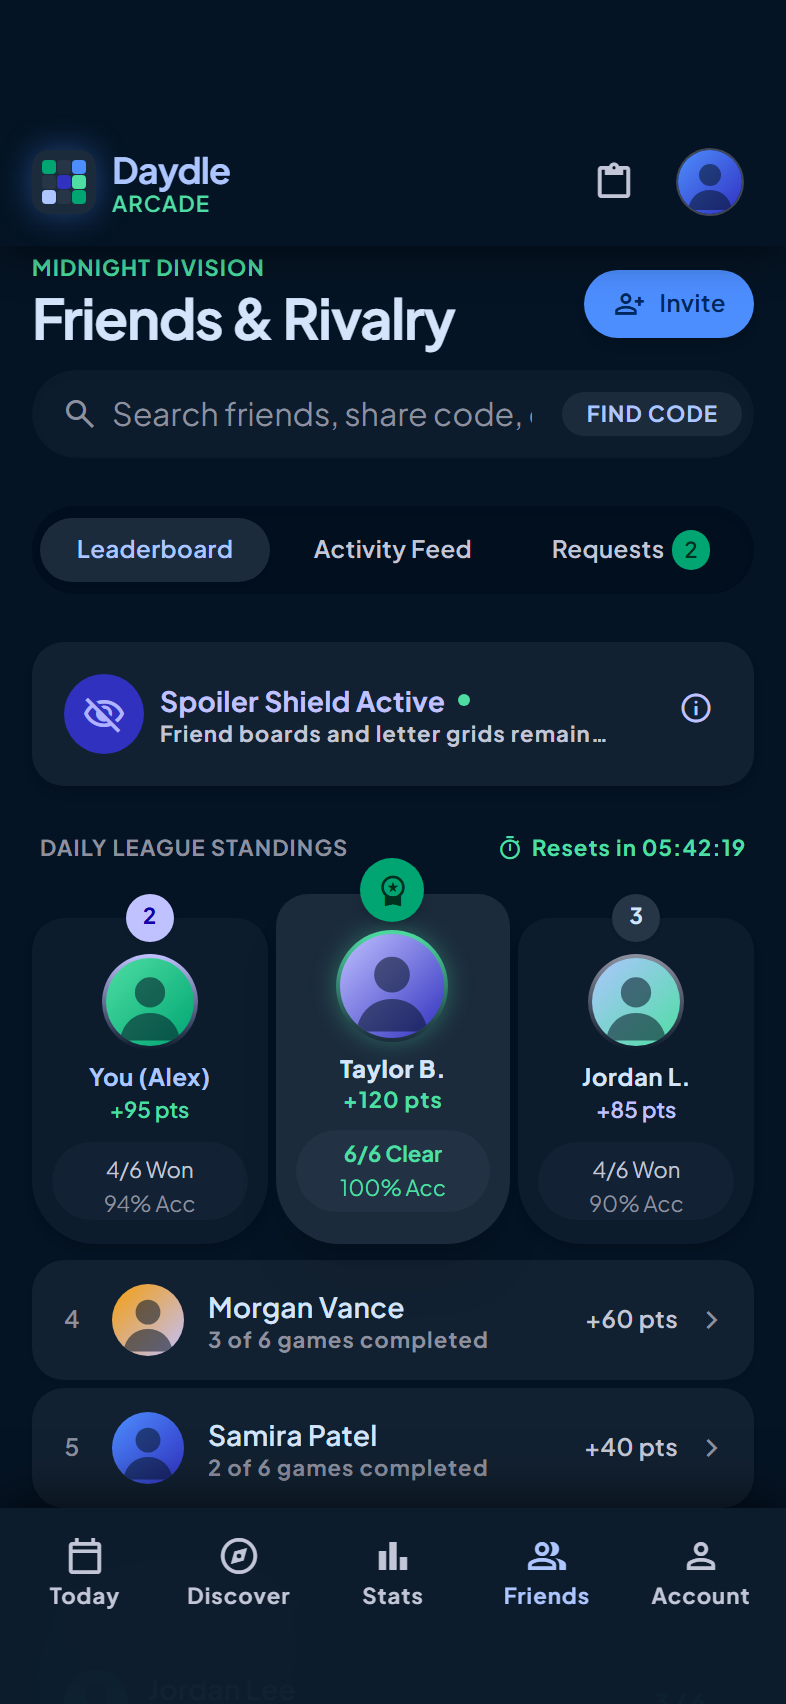 Daydle
ARCADE
MIDNIGHT DIVISION
Friends & Rivalry
Invite
Search friends, share code,
FIND CODE
Leaderboard
Activity Feed
Requests 2
Spoiler Shield Active
Friend boards and letter grids remain…
DAILY LEAGUE STANDINGS
Resets in 05:42:19
2
You (Alex)
+95 pts
4/6 Won
94% Acc
Taylor B.
+120 pts
6/6 Clear
100% Acc
3
Jordan L.
+85 pts
4/6 Won
90% Acc
4
Morgan Vance
3 of 6 games completed
+60 pts
5
Samira Patel
2 of 6 games completed
+40 pts
Today
Discover
Stats
Friends
Account
Jordan Lee